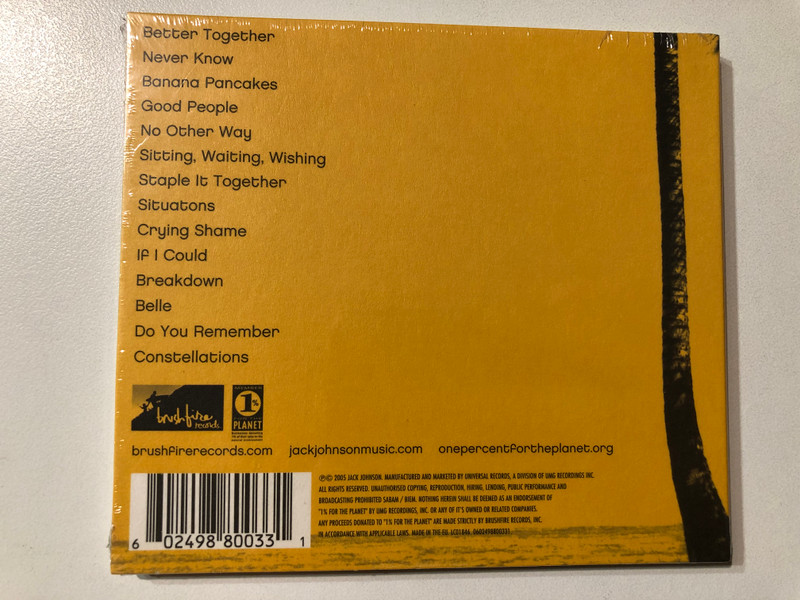 Better Together
Never Know
Banana Pancakes
Good People
No Other Way
Sitting, Waiting, Wishing
Staple It Together
Situatons
Crying Shame
If I Could
Breakdown
Belle
Do You Remember
Constellations
brushfire
records
1%
PLANET
brushfirerecords.com jackjohnsonmusic.com onepercentfortheplanet.org
℗© 2005 JACK JOHNSON. MANUFACTURED AND MARKETED BY UNIVERSAL RECORDS, A DIVISION OF UMG RECORDINGS INC.
ALL RIGHTS RESERVED. UNAUTHORISED COPYING, REPRODUCTION, HIRING, LENDING, PUBLIC PERFORMANCE AND
BROADCASTING PROHIBITED SABAM / BIEM. NOTHING HEREIN SHALL BE DEEMED AS AN ENDORSEMENT OF
"1% FOR THE PLANET" BY UMG RECORDINGS, INC. OR ANY OF IT'S OWNED OR RELATED COMPANIES.
ANY PROCEEDS DONATED TO "1% FOR THE PLANET" ARE MADE STRICTLY BY BRUSHFIRE RECORDS, INC.
IN ACCORDANCE WITH APPLICABLE LAWS. MADE IN THE EU. LC01846 0602498800331
6 02498 80033 1